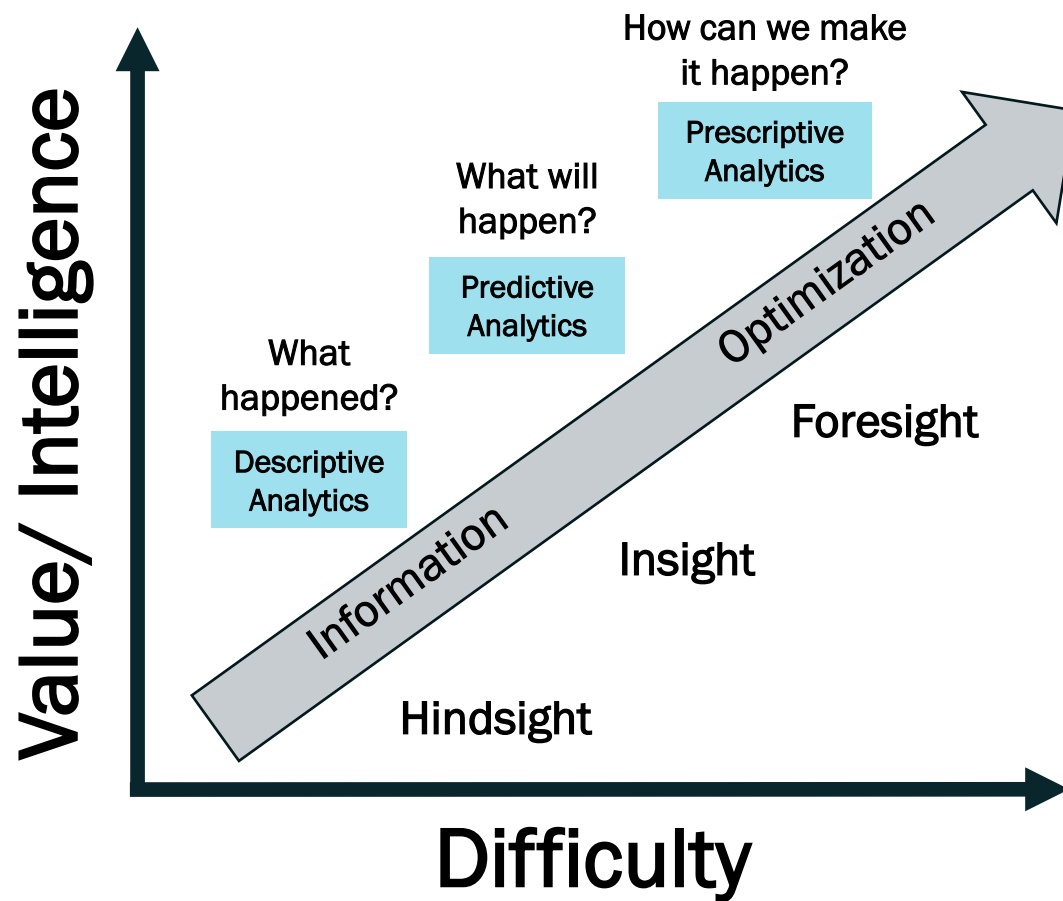 How can we make
it happen?
Prescriptive
Analytics
What will
happen?
Predictive
Analytics
What
happened?
Descriptive
Analytics
Value/ Intelligence
Information
Optimization
Foresight
Insight
Hindsight
Difficulty